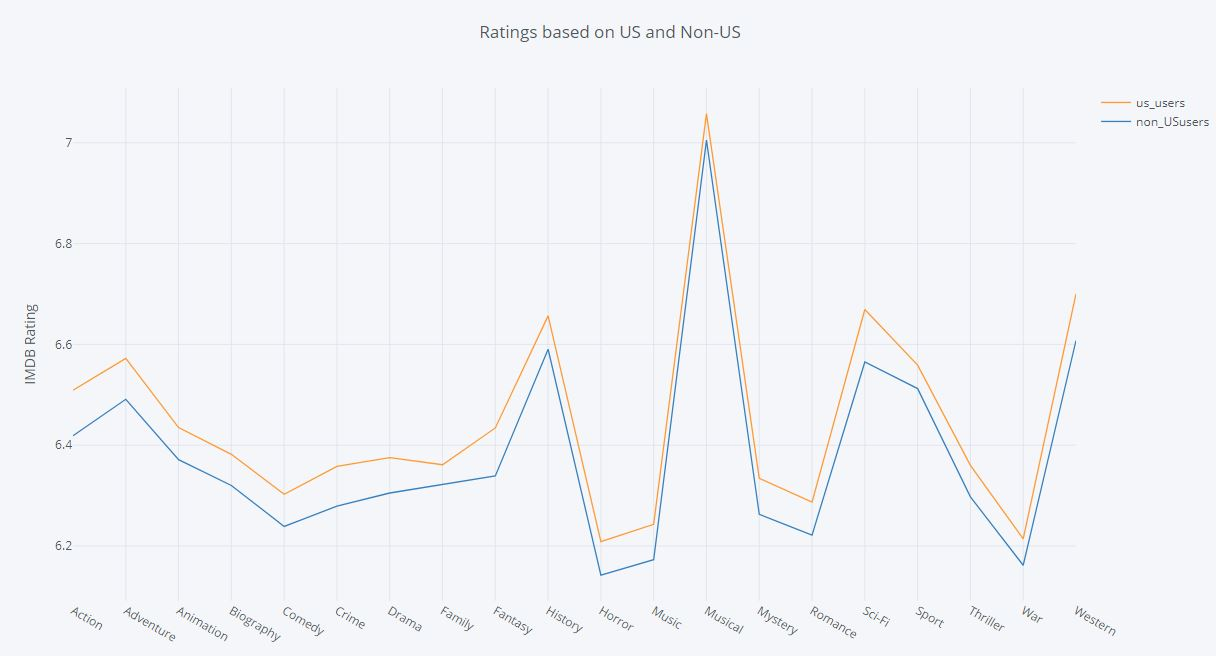 Ratings based on US and Non-US
us_users
non_USusers
IMDB Rating
7
6.8
6.6
6.4
6.2
Action
Adventure
Animation
Biography
Comedy
Crime
Drama
Family
Fantasy
History
Horror
Music
Musical
Mystery
Romance
Sci-Fi
Sport
Thriller
War
Western